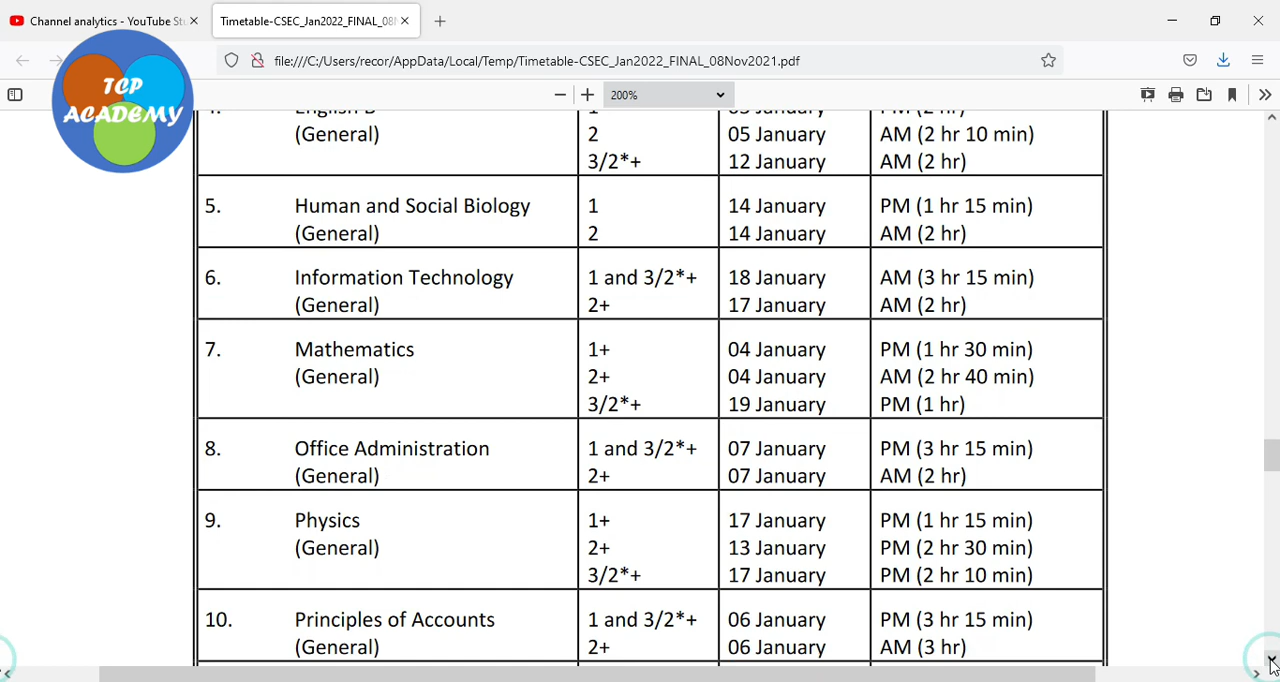 Channel analytics - YouTube Stu
Timetable-CSEC_Jan2022_FINAL_08
file:///C:/Users/recor/AppData/Local/Temp/Timetable-CSEC_Jan2022_FINAL_08Nov2021.pdf
TCP
ACADEMY
200%
4. English B 1
(General) 2 05 January AM (2 hr 10 min)
3/2*+ 12 January AM (2 hr)
5. Human and Social Biology 1 14 January PM (1 hr 15 min)
(General) 2 14 January AM (2 hr)
6. Information Technology 1 and 3/2*+ 18 January AM (3 hr 15 min)
(General) 2+ 17 January AM (2 hr)
7. Mathematics 1+ 04 January PM (1 hr 30 min)
(General) 2+ 04 January AM (2 hr 40 min)
3/2*+ 19 January PM (1 hr)
8. Office Administration 1 and 3/2*+ 07 January PM (3 hr 15 min)
(General) 2+ 07 January AM (2 hr)
9. Physics 1+ 17 January PM (1 hr 15 min)
(General) 2+ 13 January PM (2 hr 30 min)
3/2*+ 17 January PM (2 hr 10 min)
10. Principles of Accounts 1 and 3/2*+ 06 January PM (3 hr 15 min)
(General) 2+ 06 January AM (3 hr)